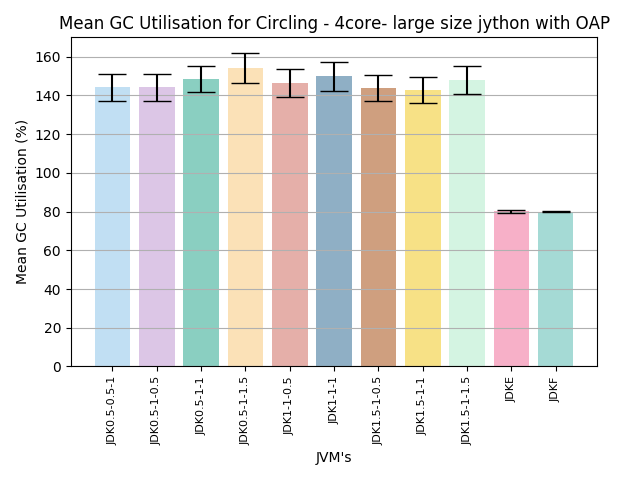 Mean GC Utilisation for Circling - 4core- large size jython with OAP
Mean GC Utilisation (%)
160
140
120
100
80
60
40
20
0
JDK0.5-0.5-1
JDK0.5-1-0.5
JDK0.5-1-1
JDK0.5-1-1.5
JDK1-1-0.5
JDK1-1-1
JDK1.5-1-0.5
JDK1.5-1-1
JDK1.5-1-1.5
JDKE
JDKF
JVM's